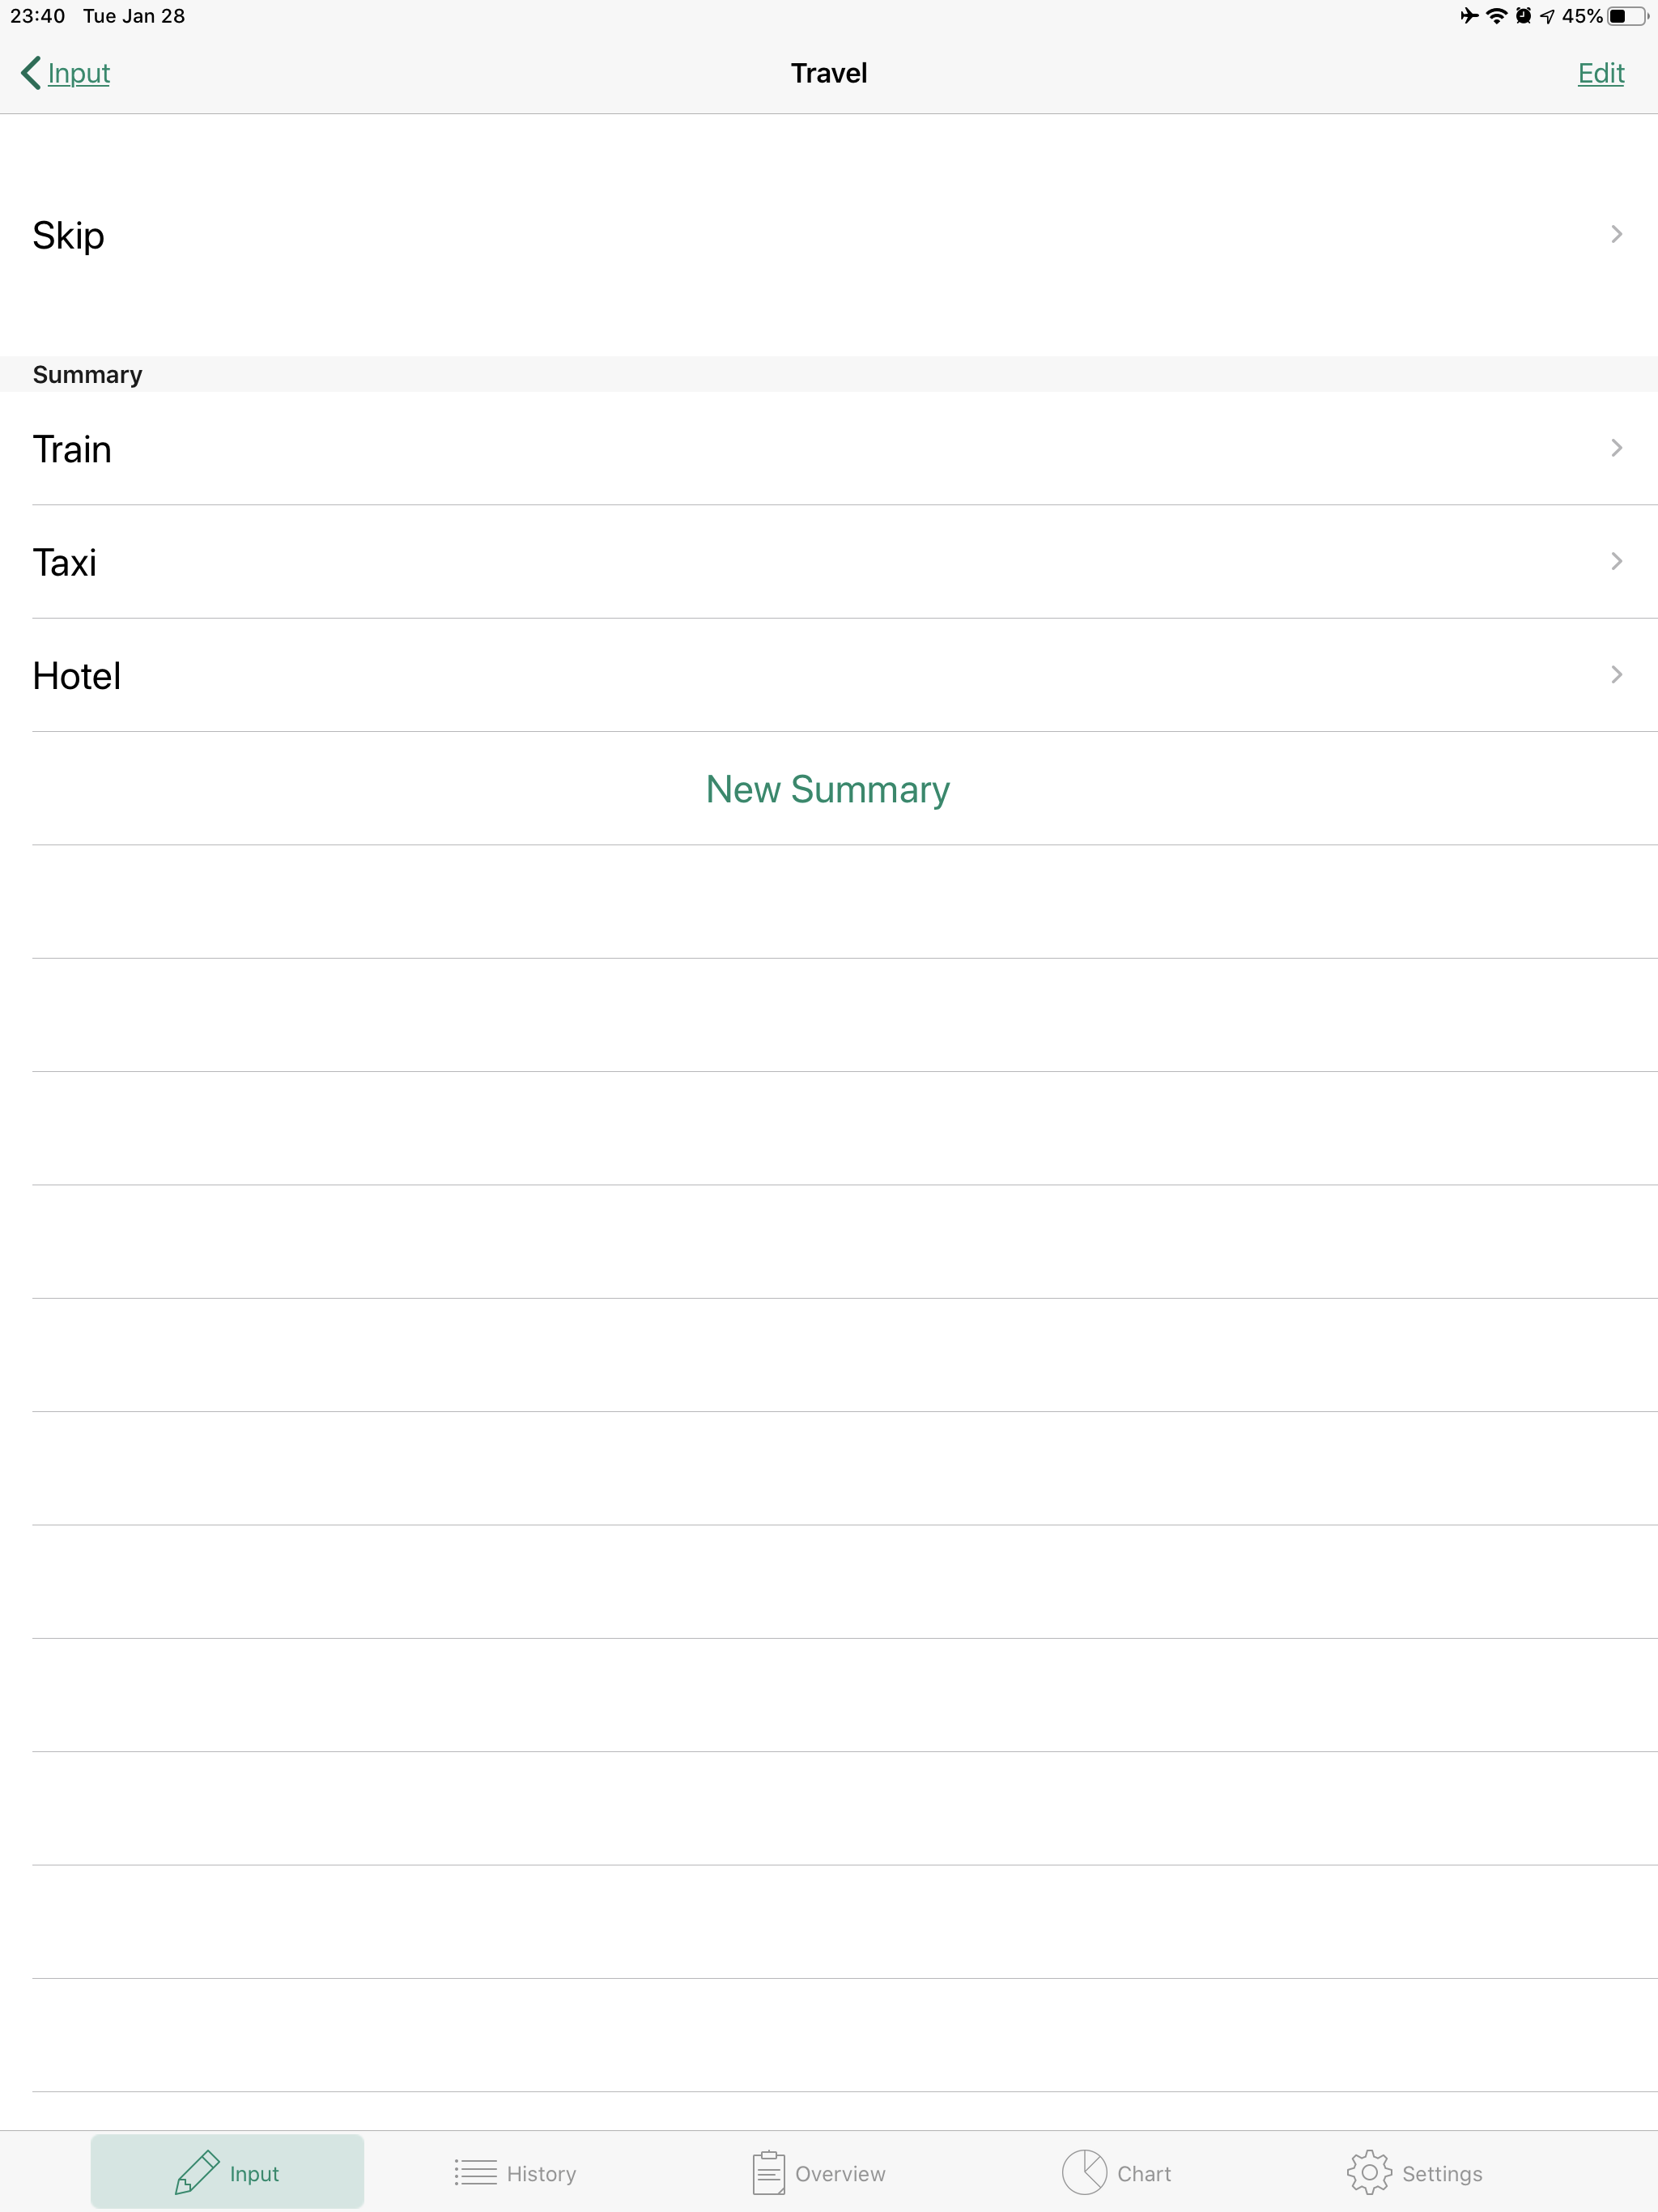 23:40 Tue Jan 28 45%
Input Travel Edit
Skip
Summary
Train
Taxi
Hotel
New Summary
Input History Overview Chart Settings